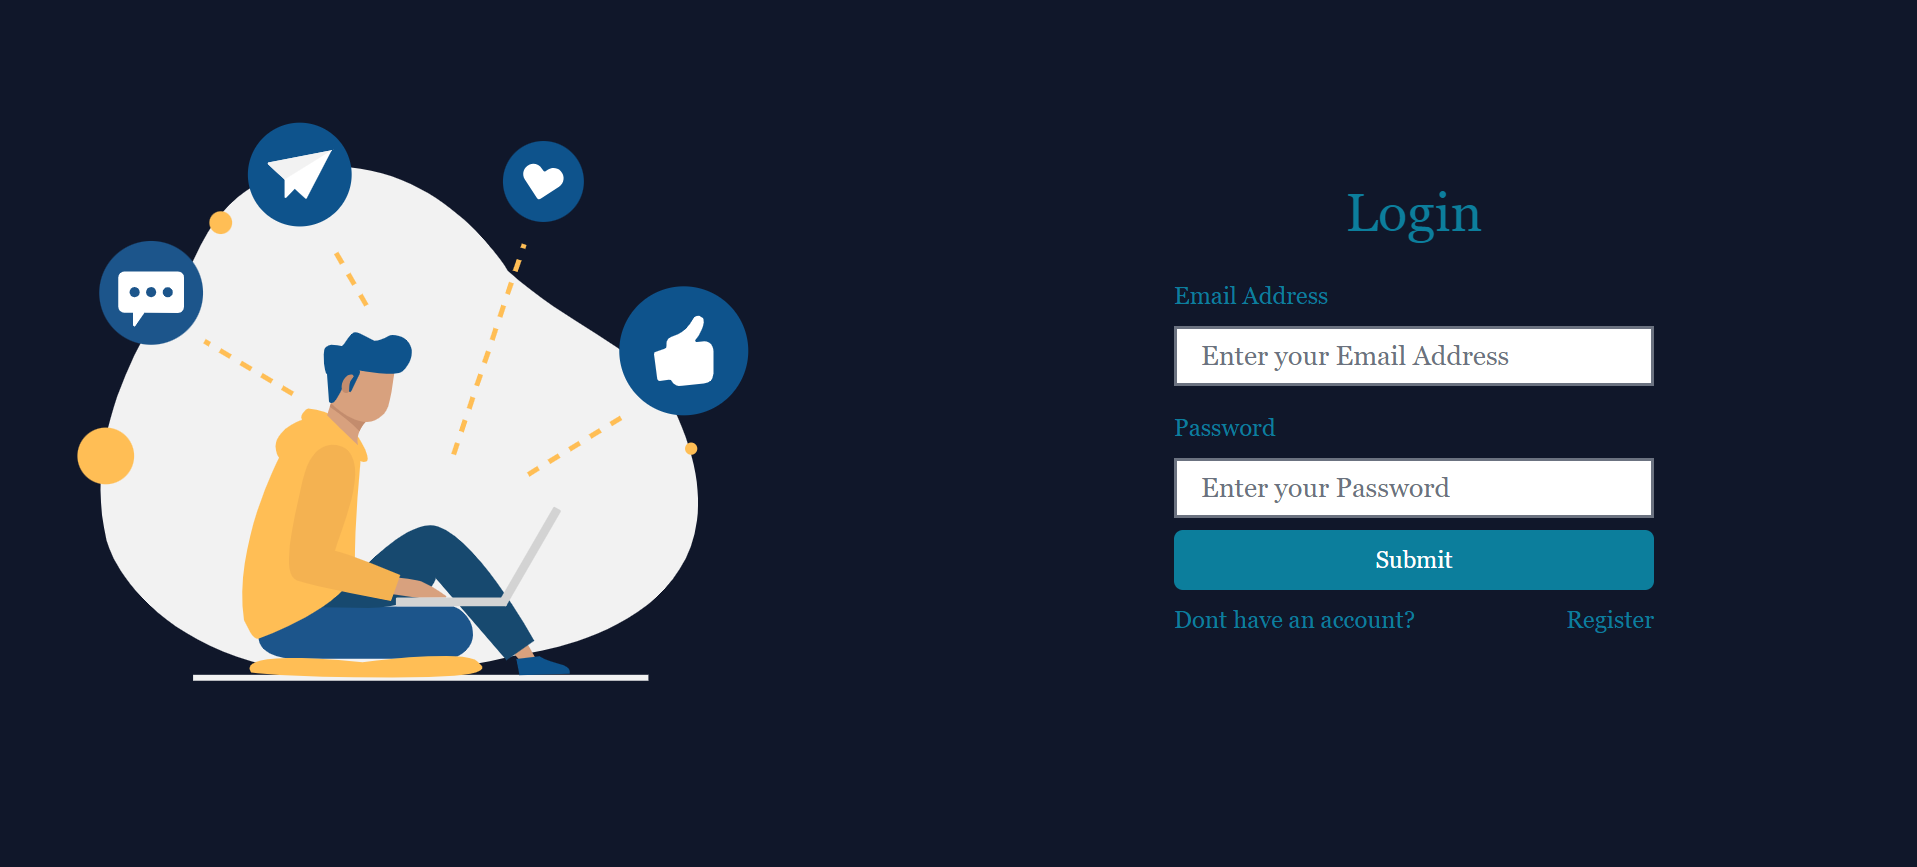 Login
Email Address
Enter your Email Address
Password
Enter your Password
Submit
Dont have an account? Register